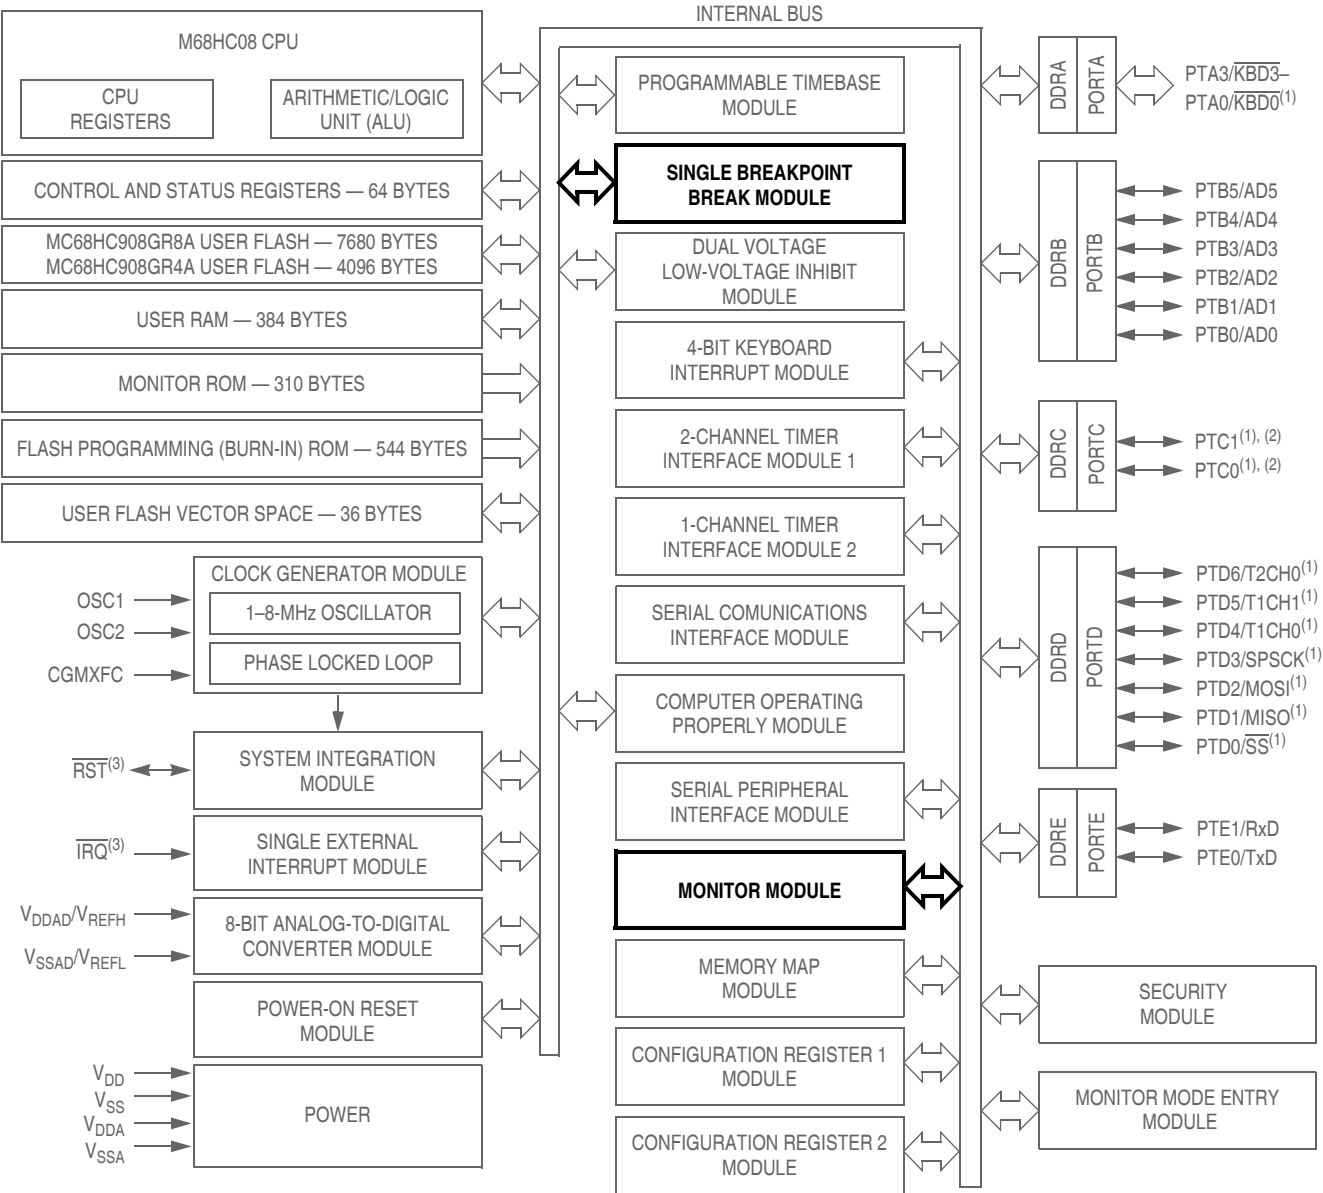 INTERNAL BUS
M68HC08 CPU
CPU
REGISTERS
ARITHMETIC/LOGIC
UNIT (ALU)
CONTROL AND STATUS REGISTERS — 64 BYTES
MC68HC908GR8A USER FLASH — 7680 BYTES
MC68HC908GR4A USER FLASH — 4096 BYTES
USER RAM — 384 BYTES
MONITOR ROM — 310 BYTES
FLASH PROGRAMMING (BURN-IN) ROM — 544 BYTES
USER FLASH VECTOR SPACE — 36 BYTES
CLOCK GENERATOR MODULE
1–8-MHz OSCILLATOR
PHASE LOCKED LOOP
OSC1
OSC2
CGMXFC
SYSTEM INTEGRATION
MODULE
RST(3)
SINGLE EXTERNAL
INTERRUPT MODULE
IRQ(3)
8-BIT ANALOG-TO-DIGITAL
CONVERTER MODULE
VDDAD/VREFH
VSSAD/VREFL
POWER-ON RESET
MODULE
POWER
VDD
VSS
VDDA
VSSA
PROGRAMMABLE TIMEBASE
MODULE
SINGLE BREAKPOINT
BREAK MODULE
DUAL VOLTAGE
LOW-VOLTAGE INHIBIT
MODULE
4-BIT KEYBOARD
INTERRUPT MODULE
2-CHANNEL TIMER
INTERFACE MODULE 1
1-CHANNEL TIMER
INTERFACE MODULE 2
SERIAL COMUNICATIONS
INTERFACE MODULE
COMPUTER OPERATING
PROPERLY MODULE
SERIAL PERIPHERAL
INTERFACE MODULE
MONITOR MODULE
MEMORY MAP
MODULE
CONFIGURATION REGISTER 1
MODULE
CONFIGURATION REGISTER 2
MODULE
DDRA
PORTA
PTA3/KBD3–
PTA0/KBD0(1)
DDRB
PORTB
PTB5/AD5
PTB4/AD4
PTB3/AD3
PTB2/AD2
PTB1/AD1
PTB0/AD0
DDRC
PORTC
PTC1(1), (2)
PTC0(1), (2)
DDRD
PORTD
PTD6/T2CH0(1)
PTD5/T1CH1(1)
PTD4/T1CH0(1)
PTD3/SPSCK(1)
PTD2/MOSI(1)
PTD1/MISO(1)
PTD0/SS(1)
DDRE
PORTE
PTE1/RxD
PTE0/TxD
SECURITY
MODULE
MONITOR MODE ENTRY
MODULE